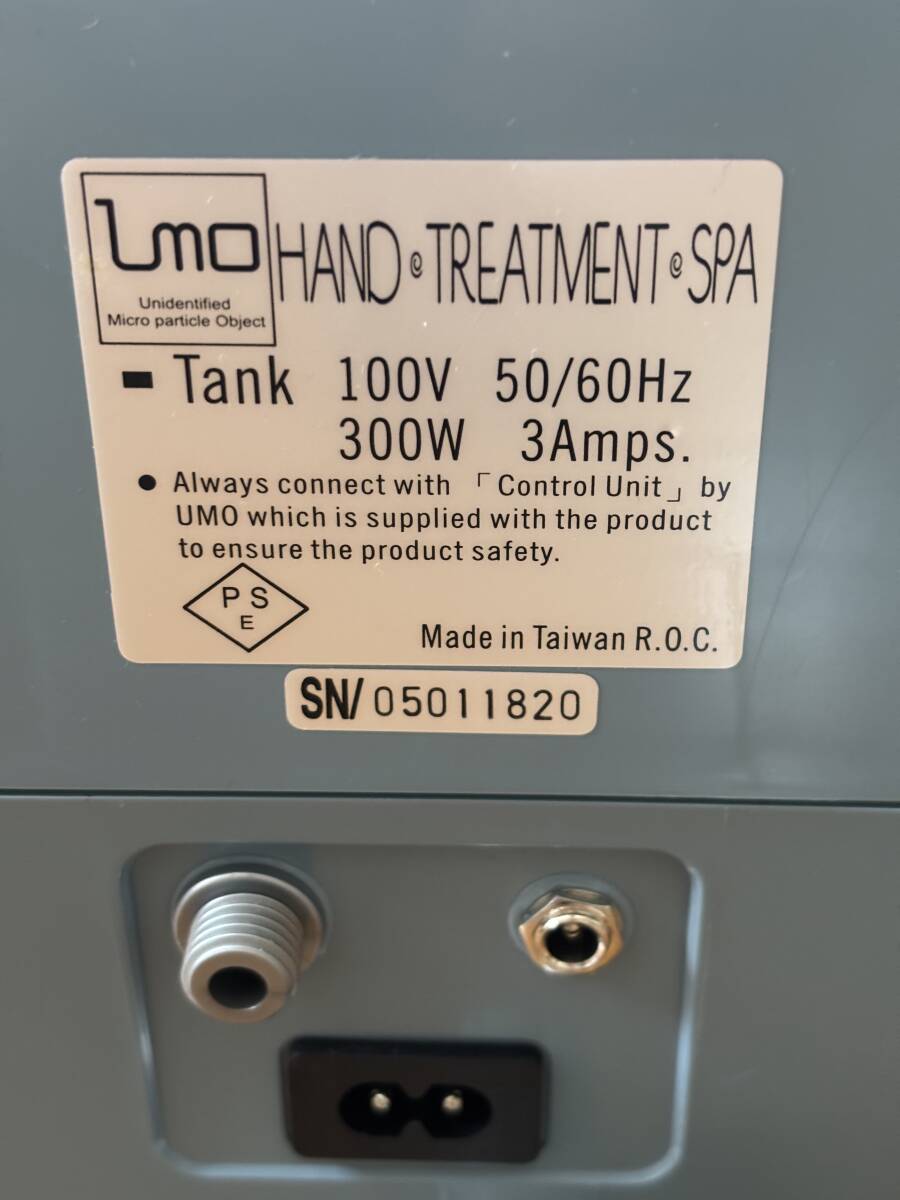 UMO
Unidentified
Micro particle Object
HAND TREATMENT SPA
Tank 100V 50/60Hz
300W 3Amps.
● Always connect with 「Control Unit」 by
UMO which is supplied with the product
to ensure the product safety.
PS
E
Made in Taiwan R.O.C.
SN/05011820